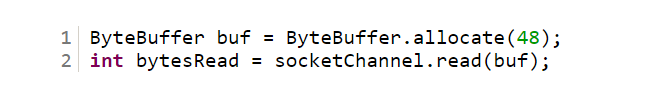 1 ByteBuffer buf = ByteBuffer.allocate(48);
2 int bytesRead = socketChannel.read(buf);